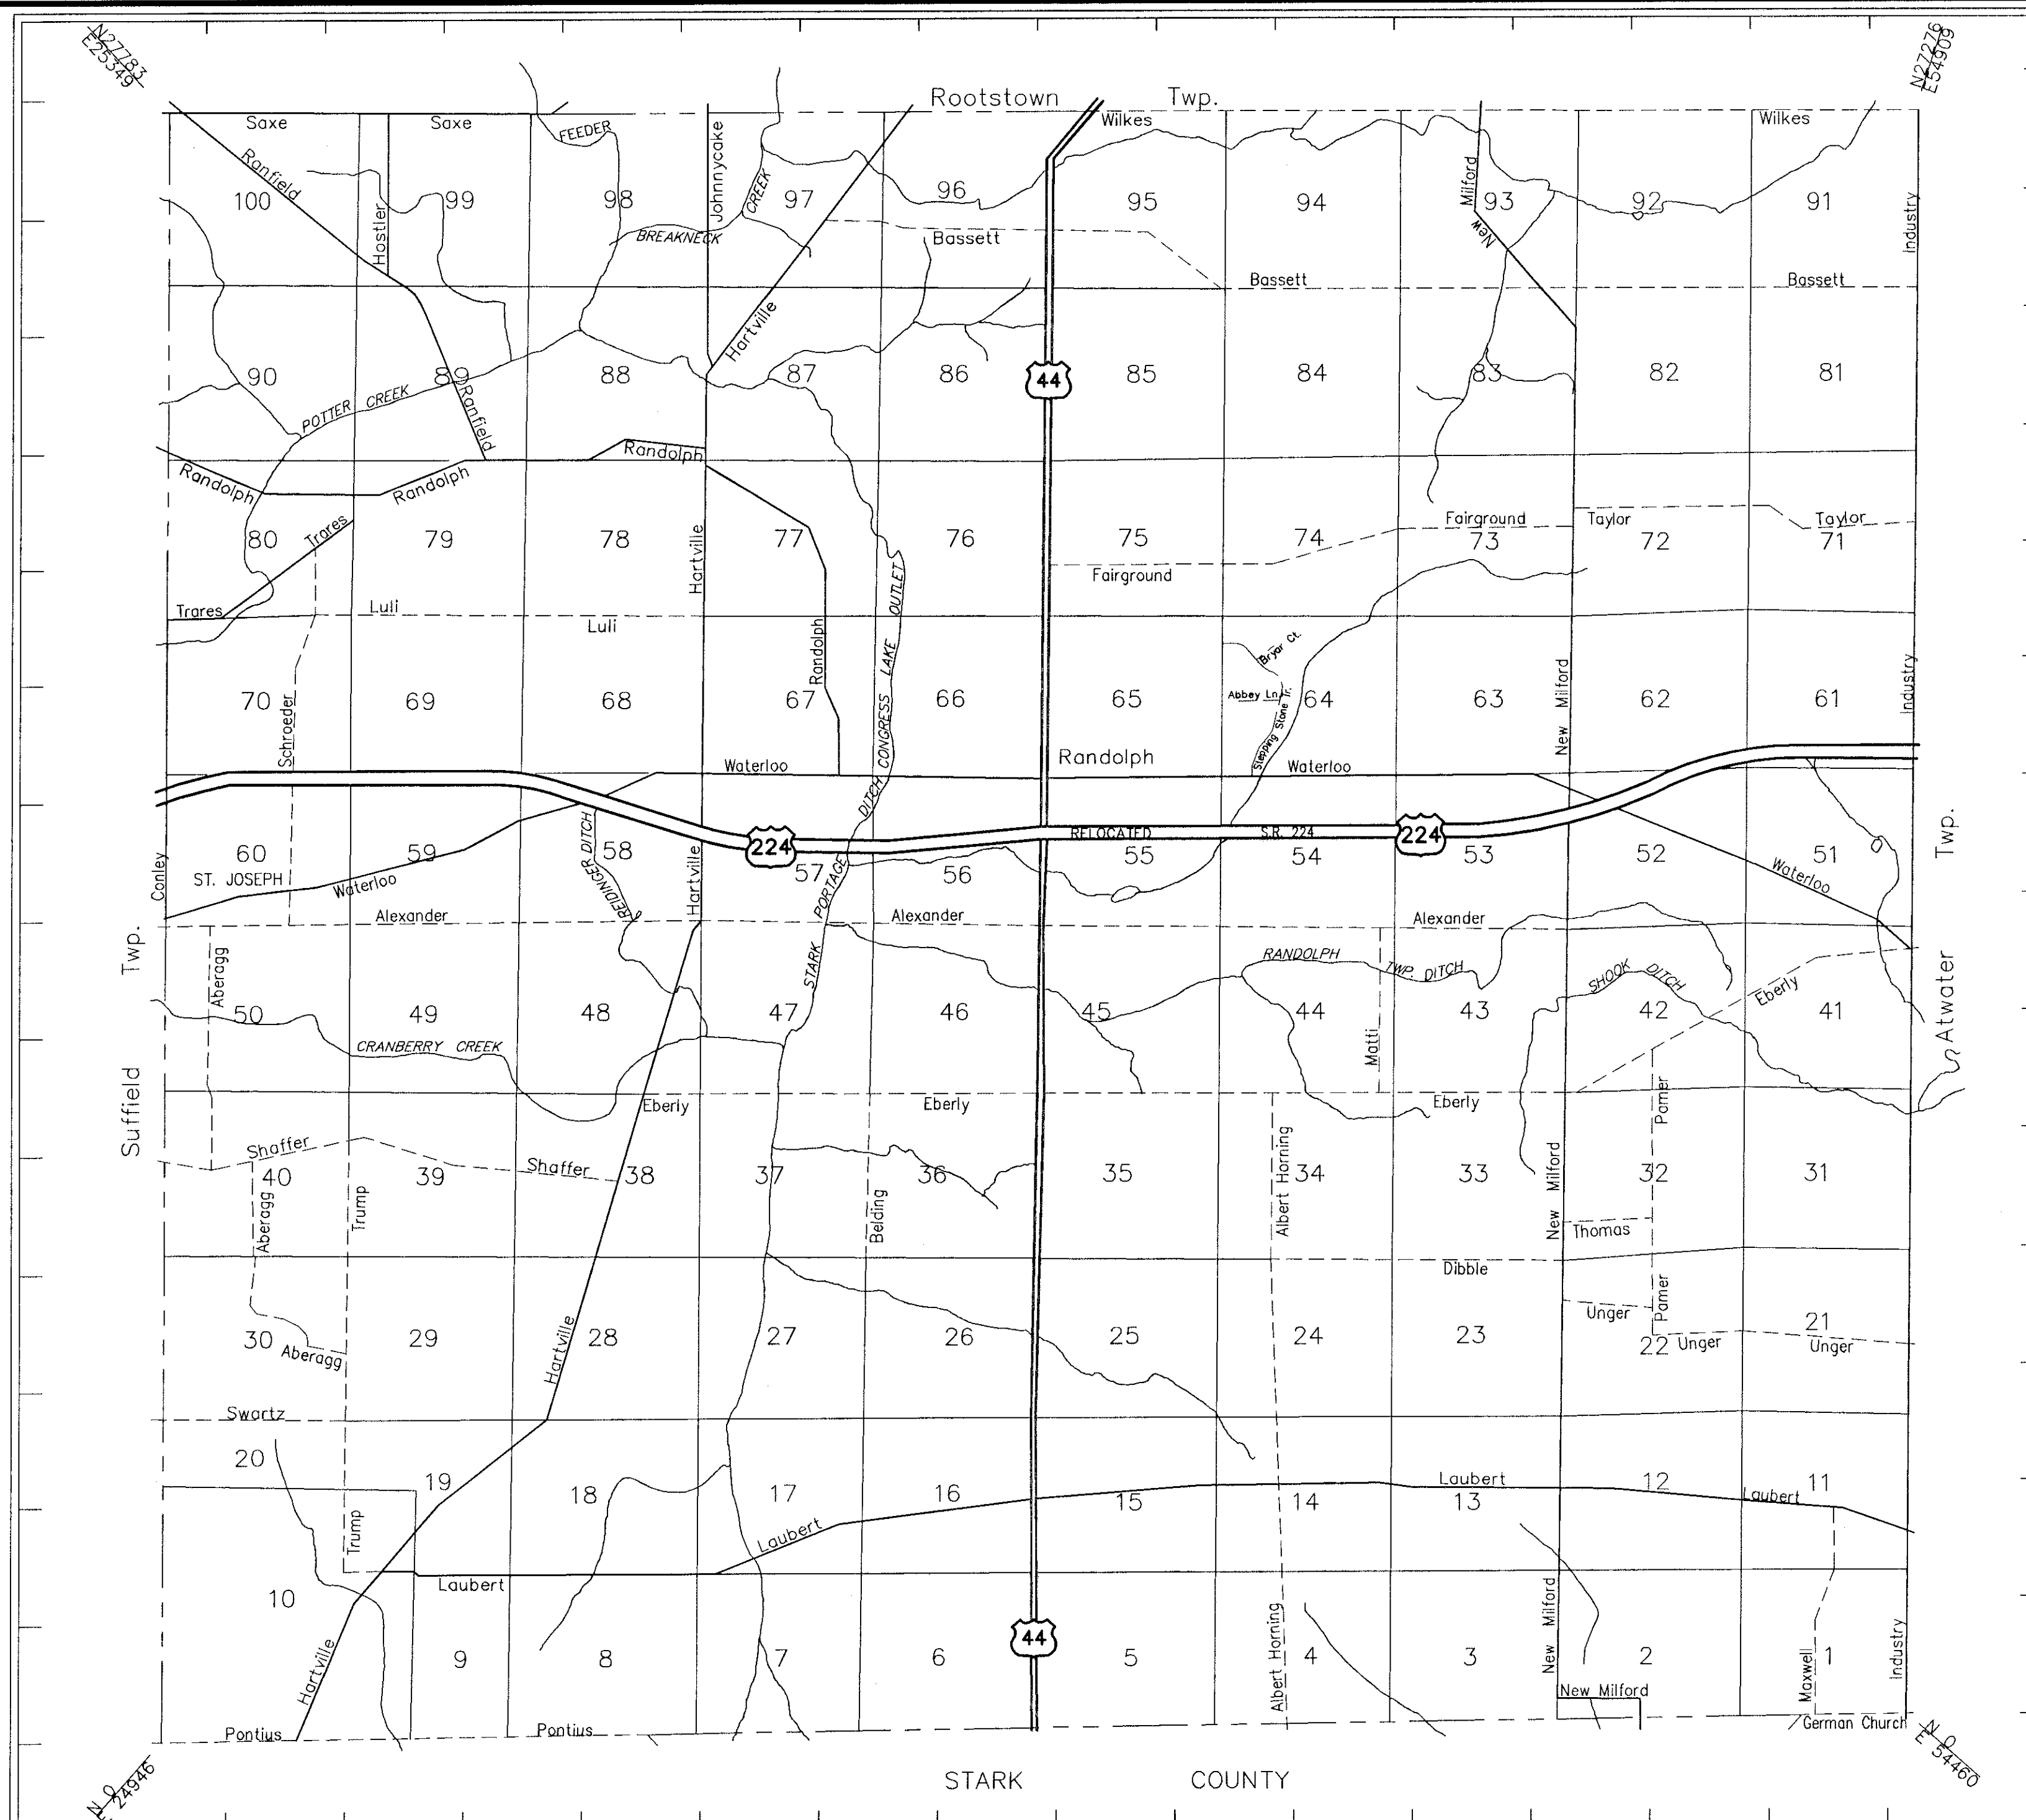 N27783
E25349
N27276
E54909
Rootstown Twp.
Saxe
Saxe
FEEDER
Johnnycake
Wilkes
Wilkes
Ranfield
Hostler
CREEK
Milford
New
Industry
100
99
98
97
96
95
94
93
92
91
BREAKNECK
Bassett
Bassett
Bassett
Hartville
90
89
88
87
86
44
85
84
83
82
81
POTTER CREEK
Ranfield
Randolph
Randolph
Randolph
Trares
Hartville
Fairground
Taylor
Taylor
80
79
78
77
76
75
74
73
72
71
Fairground
OUTLET
Trares
Luli
Luli
Randolph
LAKE
Bryar Ct.
Abbey Ln.
Stepping Stone Tr.
New Milford
Industry
70
Schroeder
69
68
67
66
65
64
63
62
61
CONGRESS
Waterloo
Randolph
Waterloo
DITCH
RELOCATED S.R. 224
224
224
REIDINGER DITCH
60
59
58
57
56
55
54
53
52
51
Conley
ST. JOSEPH
Waterloo
Hartville
PORTAGE
Waterloo
Twp.
Alexander
Alexander
Alexander
Twp.
Aberagg
STARK
RANDOLPH TWP. DITCH
SHOOK DITCH
Eberly
50
49
48
47
46
45
44
43
42
41
Matti
Atwater
CRANBERRY CREEK
Suffield
Eberly
Eberly
Eberly
Pamer
Shaffer
Shaffer
Albert Horning
New Milford
40
39
38
37
36
35
34
33
32
31
Aberagg
Trump
Belding
Thomas
Dibble
Pamer
Unger
30
29
28
27
26
25
24
23
22
21
Aberagg
Hartville
Unger
Unger
Swartz
20
19
18
17
16
15
14
13
12
11
Laubert
Laubert
Trump
Laubert
Laubert
10
9
8
7
6
44
5
4
3
2
1
Hartville
Albert Horning
New Milford
New Milford
Maxwell
Industry
Pontius
Pontius
German Church
N 0
E 24946
N 0
E 54460
STARK COUNTY